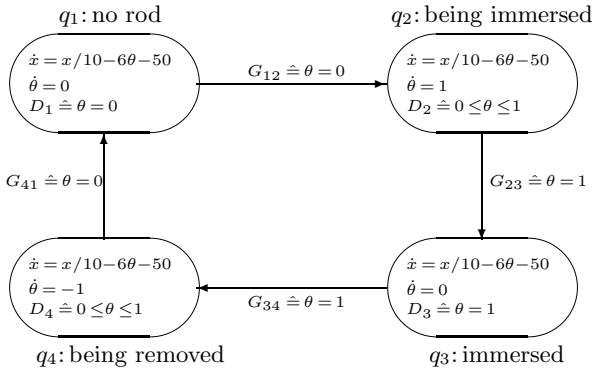 q₁: no rod
q₂: being immersed
ẋ = x/10−6θ−50
θ̇ = 0
D₁ ≙ θ = 0
G₁₂ ≙ θ = 0
ẋ = x/10−6θ−50
θ̇ = 1
D₂ ≙ 0 ≤ θ ≤ 1
G₄₁ ≙ θ = 0
G₂₃ ≙ θ = 1
ẋ = x/10−6θ−50
θ̇ = −1
D₄ ≙ 0 ≤ θ ≤ 1
G₃₄ ≙ θ = 1
ẋ = x/10−6θ−50
θ̇ = 0
D₃ ≙ θ = 1
q₄: being removed
q₃: immersed